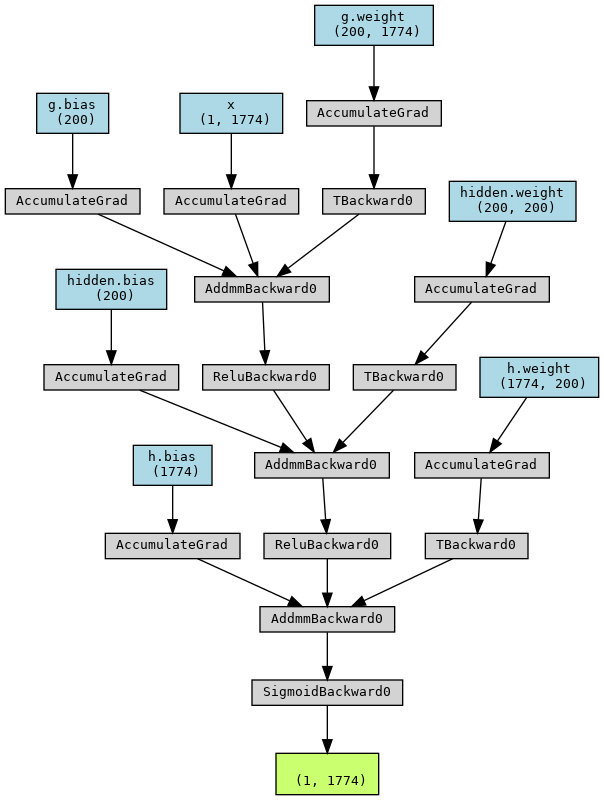 g.weight
(200, 1774)
g.bias
(200)
x
(1, 1774)
AccumulateGrad
AccumulateGrad
AccumulateGrad
TBackward0
hidden.weight
(200, 200)
hidden.bias
(200)
AddmmBackward0
AccumulateGrad
AccumulateGrad
ReluBackward0
TBackward0
h.weight
(1774, 200)
h.bias
(1774)
AddmmBackward0
AccumulateGrad
AccumulateGrad
ReluBackward0
TBackward0
AddmmBackward0
SigmoidBackward0
(1, 1774)